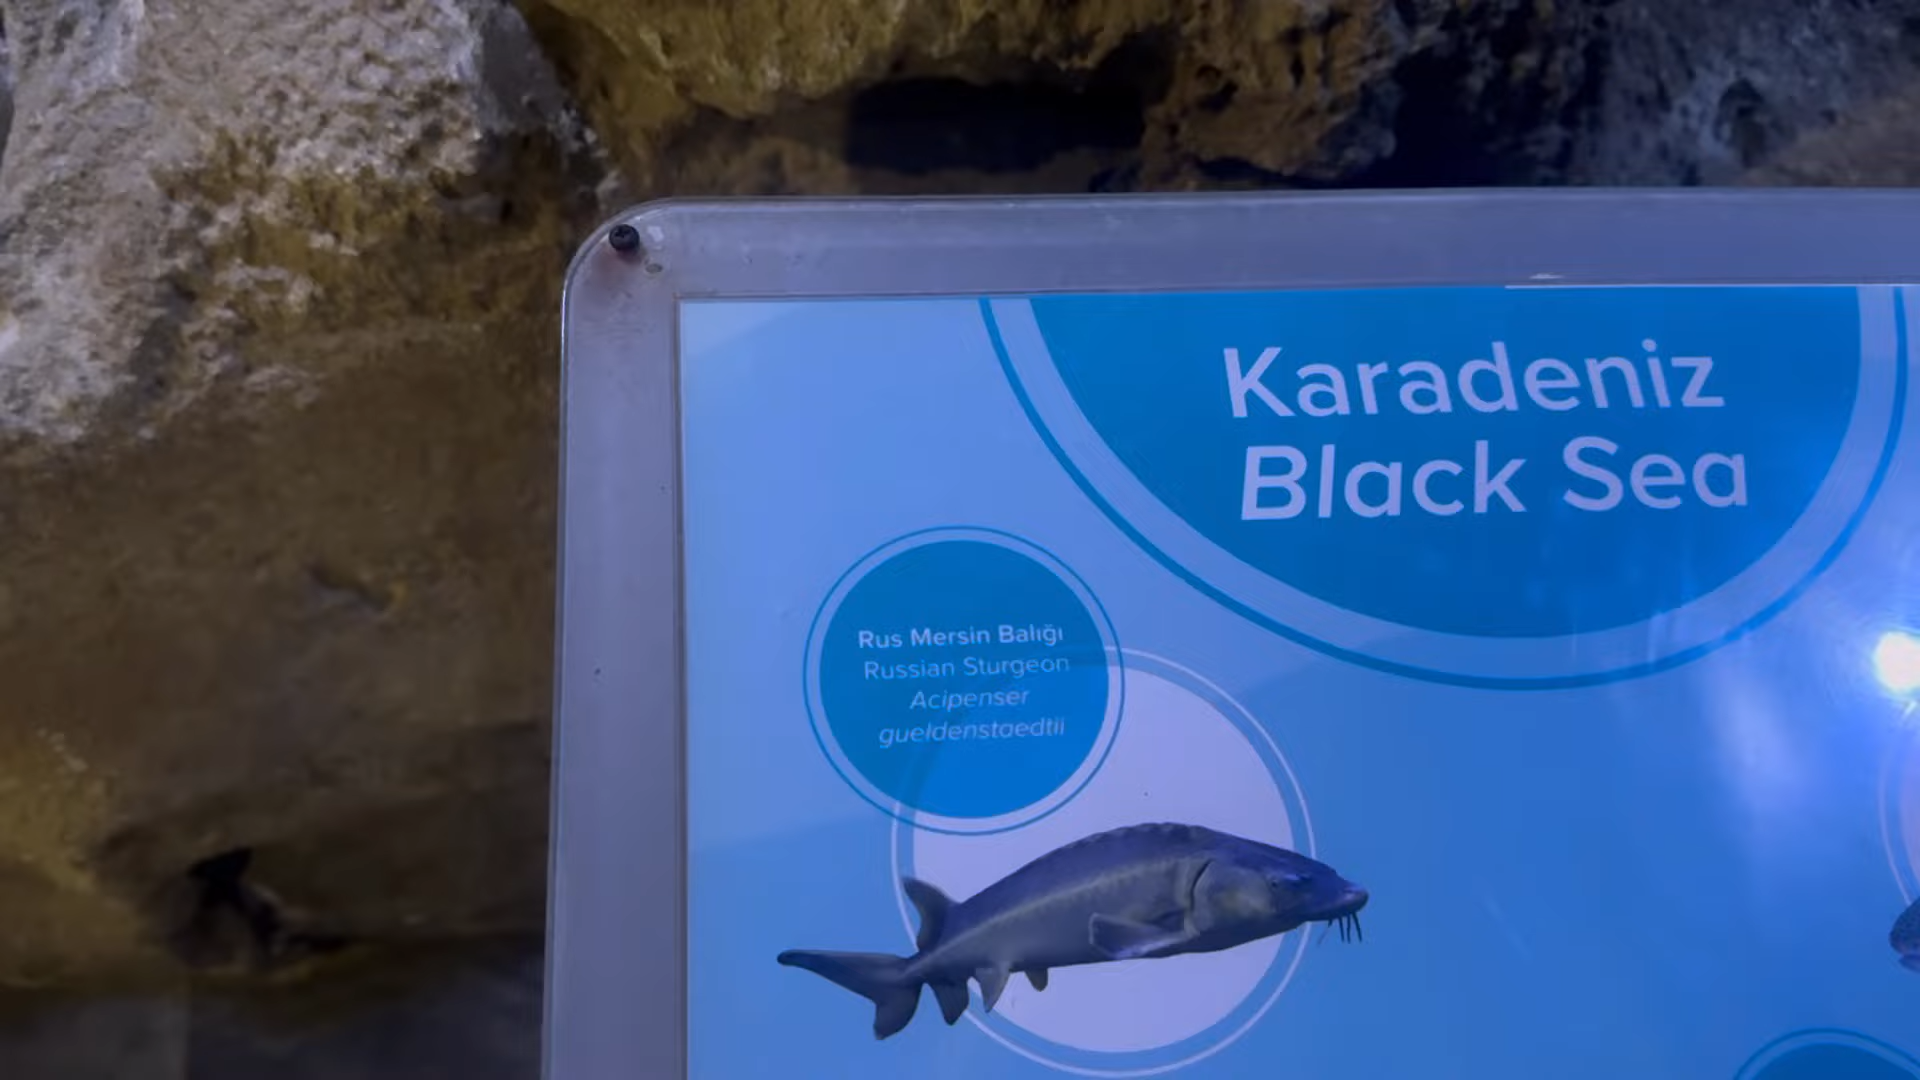 Karadeniz
Black Sea
Rus Mersin Balığı
Russian Sturgeon
Acipenser
gueldenstaedtii